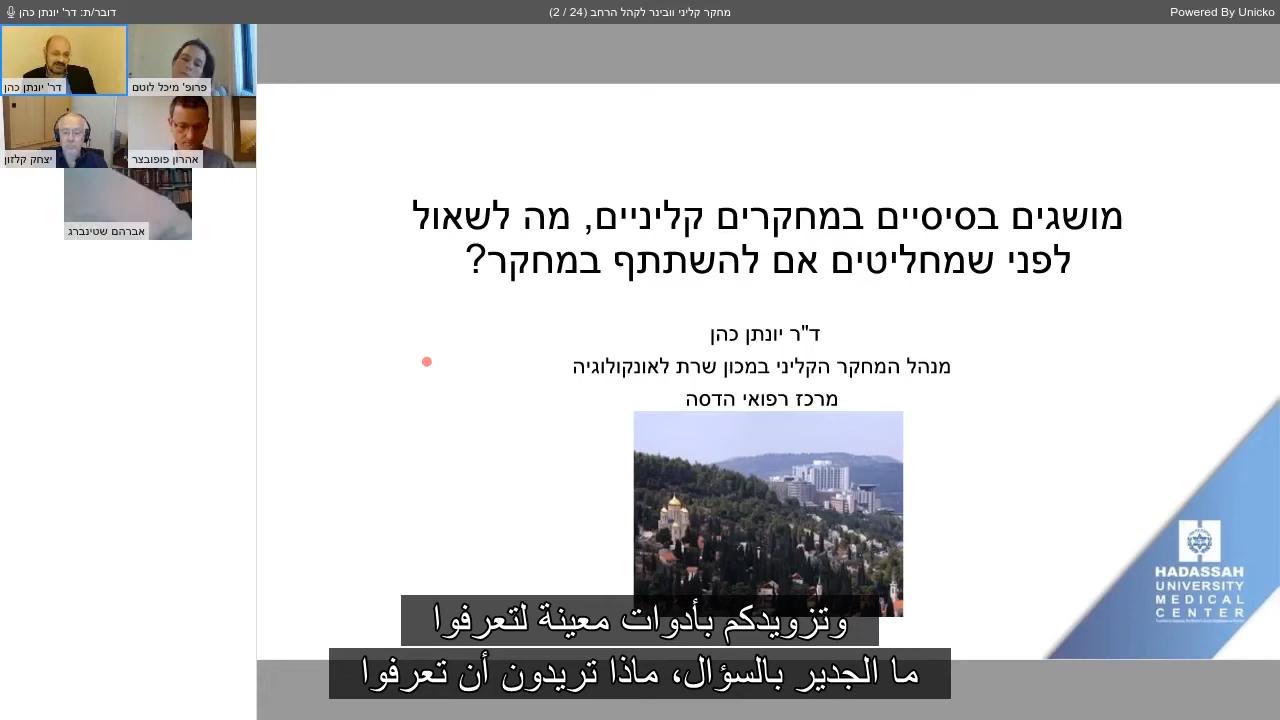 דובר/ת: דר' יונתן כהן
מחקר קליני וובינר לקהל הרחב (24 / 2)
Powered By Unicko
דר' יונתן כהן
פרופ' מיכל לוטם
יצחק קלזון
אהרון פופובצר
אברהם שטינברג
מושגים בסיסיים במחקרים קליניים, מה לשאול
לפני שמחליטים אם להשתתף במחקר?
ד"ר יונתן כהן
מנהל המחקר הקליני במכון שרת לאונקולוגיה
מרכז רפואי הדסה
HADASSAH
UNIVERSITY
MEDICAL
CENTER
وتزويدكم بأدوات معينة لتعرفوا
ما الجدير بالسؤال، ماذا تريدون أن تعرفوا